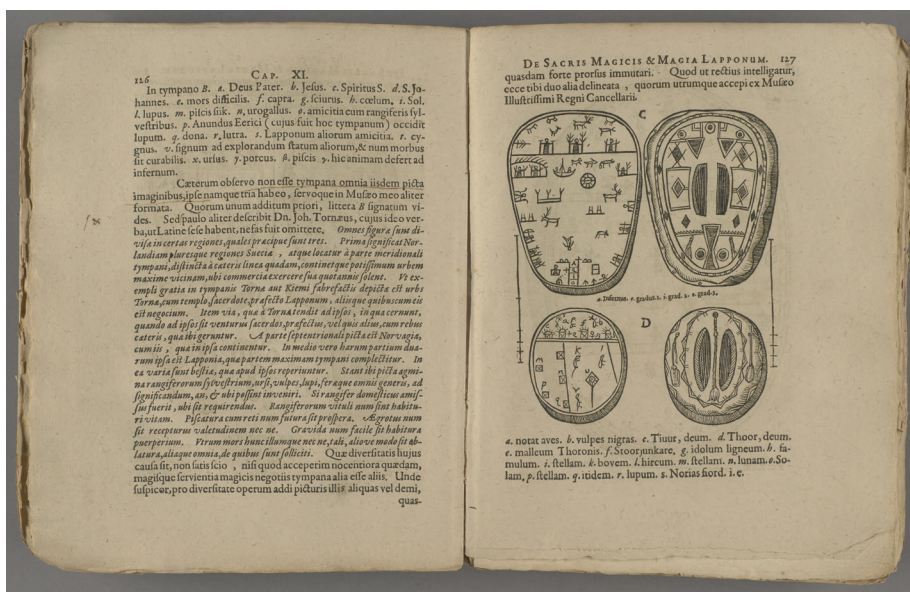 126
CAP. XI.
In tympano B. a. Deus Pater. b. Jesus. c. Spiritus S. d. S. Jo-
hannes. e. mors difficilis. f. capra. g. sciurus. h. cœlum. i. Sol.
l. lupus. m. piscis siik. n. urogallus. o. amicitia cum rangiferis syl-
vestribus. p. Anundus Eerici (cujus fuit hoc tympanum) occidit
lupum. q. dona. r. lutra. s. Lapponum aliorum amicitia. t. cy-
gnus. v. signum ad explorandum statum aliorum, & num morbus
sit curabilis. x. ursus. y. porcus. β. piscis γ. hic animam defert ad
infernum.
Cæterum observo non esse tympana omnia iisdem picta
imaginibus, ipse namque tria habeo, servoque in Musæo meo aliter
formata. Quorum unum additum priori, littera B signatum vi-
des. Sed paulo aliter describit Dn. Joh. Tornæus, cujus ideo ver-
ba, ut Latine sese habent, nefas fuit omittere. Omnes figuræ sunt di-
visæ in certas regiones, quales præcipue sunt tres. Prima significat Nor-
landiam pluresque regiones Sueciæ, atque locatur à parte meridionali
tympani, distincta à cæteris linea quadam, continetque potissimum urbem
maxime vicinam, ubi commercia exercere sua quotannis solent. Ut ex-
empli gratia in tympanis Tornæ aut Kiemi fabrefactis depicta est urbs
Tornæ, cum templo, sacerdote, præfecto Lapponum, aliisque quibuscum eis
est negocium. Item via, quæ à Torna tendit ad ipsos, in qua cernunt,
quando ad ipsos sit venturus sacerdos, præfectus, vel quis alius, cum rebus
cæteris, quæ ibi geruntur. A parte septentrionali picta est Norvagia,
cum iis, quæ in ipsa continentur. In medio vero harum partium dua-
rum ipsa est Lapponia, quæ partem maximam tympani complectitur. In
ea variæ sunt bestiæ, quæ apud ipsos reperiuntur. Stant ibi picta agmi-
na rangiferorum sylvestrium, ursi, vulpes, lupi, feræque omnis generis, ad
significandum, an, & ubi possint inveniri. Si rangifer domesticus amis-
sus fuerit, ubi sit requirendus. Rangiferorum vituli num sint habitu-
ri vitam. Piscatura cum reti num futura sit prospera. Ægrotus num
sit recepturus valetudinem nec ne. Gravida num facile sit habitura
puerperium. Utrum mors hunc illumque nec ne, tali, aliove modo sit ab-
latura, aliaque omnia, de quibus sunt solliciti. Quæ diversitatis hujus
causa sit, non satis scio, nisi quod acceperim nocentiora quædam,
magisque servientia magicis negotiis tympana alia esse aliis. Unde
suspicor, pro diversitate operum addi picturis illis aliquas vel demi,
quas-
DE SACRIS MAGICIS & MAGIA LAPPONUM. 127
quasdam forte prorsus immutari. Quod ut rectius intelligatur,
ecce tibi duo alia delineata, quorum utrumque accepi ex Musæo
Illustrissimi Regni Cancellarii.
C
a. Infernus. e. gradus 2. i. grad. 2. o. grad. 2.
D
a. notat aves. b. vulpes nigras. c. Tiuur, deum. d. Thoor, deum.
e. malleum Thoronis. f. Stoorjunkare. g. idolum ligneum. h. fa-
mulum. i. stellam. k. bovem. l. hircum. m. stellam. n. lunam. o. So-
lam. p. stellam. q. itidem. r. lupum. s. Norias fiord. i. e.